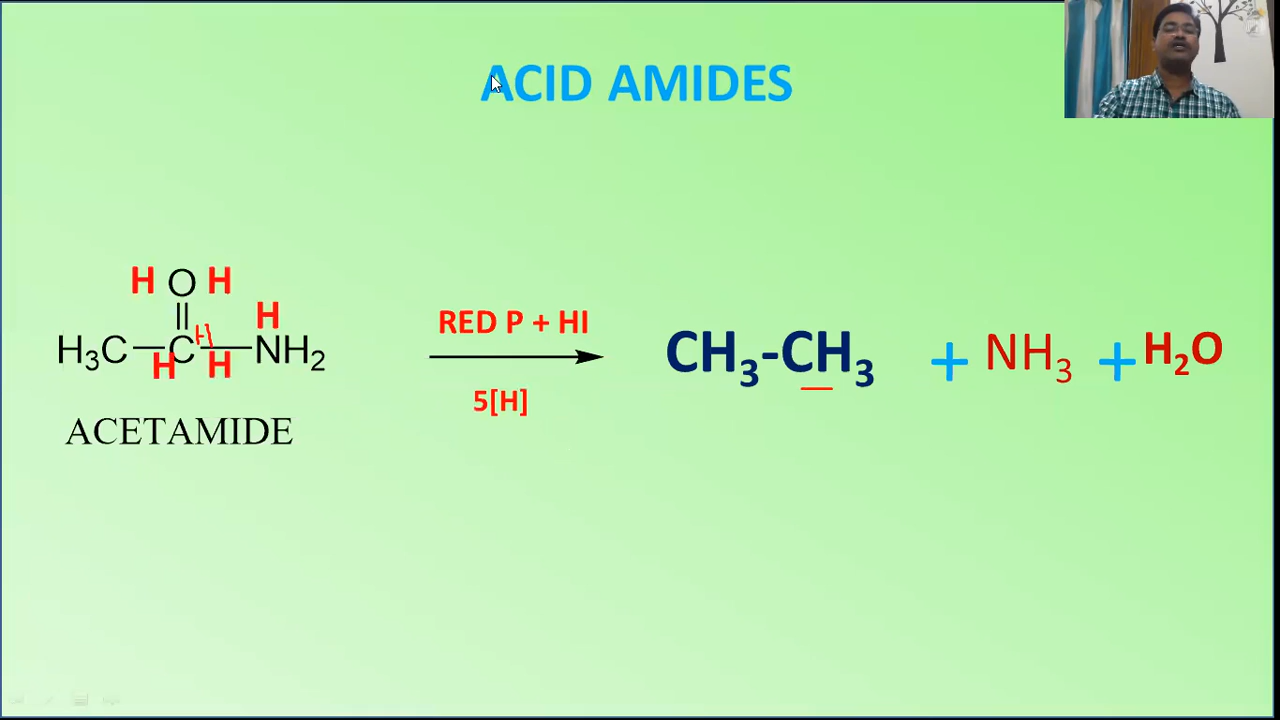 ACID AMIDES
H O H
H
H
H₃C — C — NH₂
H H
ACETAMIDE
RED P + HI
5[H]
CH₃-CH₃ + NH₃ + H₂O